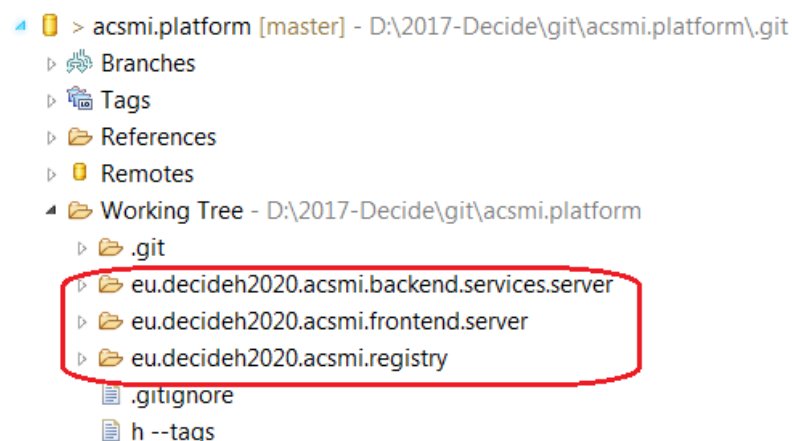 > acsmi.platform [master] - D:\2017-Decide\git\acsmi.platform\.git
Branches
Tags
References
Remotes
Working Tree - D:\2017-Decide\git\acsmi.platform
.git
eu.decideh2020.acsmi.backend.services.server
eu.decideh2020.acsmi.frontend.server
eu.decideh2020.acsmi.registry
.gitignore
h --tags